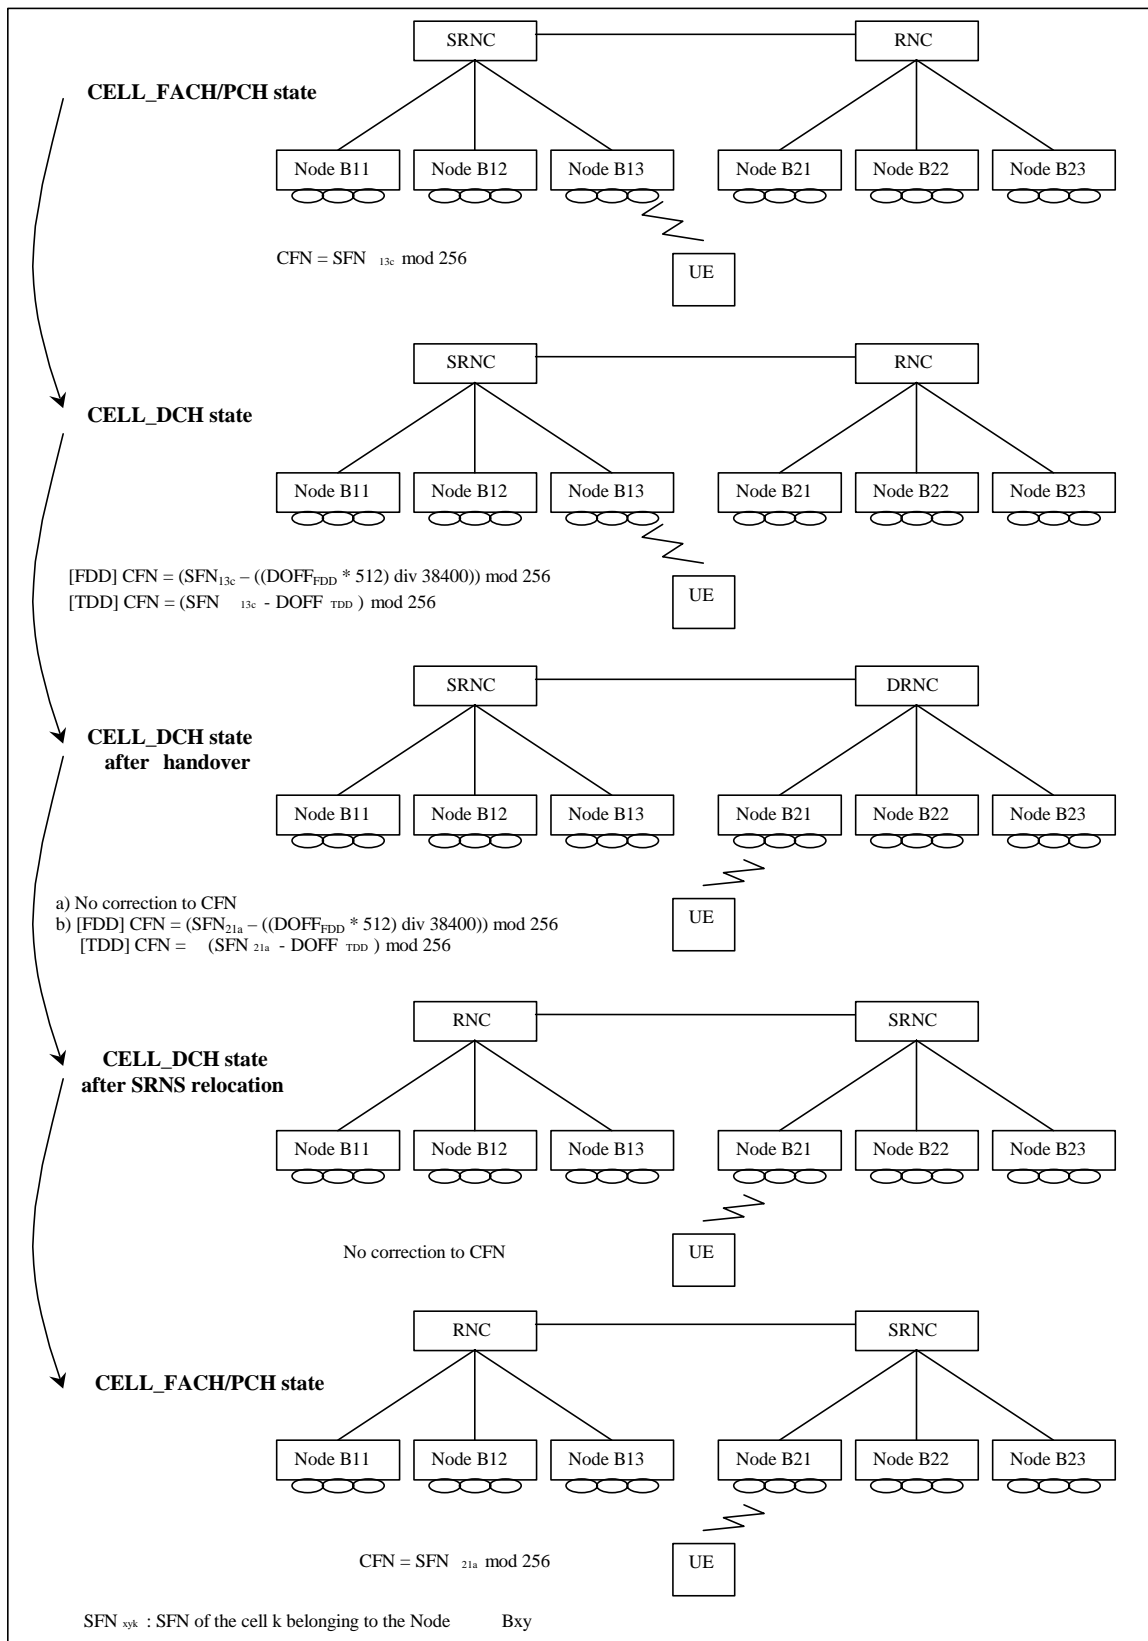 SRNC RNC
CELL_FACH/PCH state
Node B11 Node B12 Node B13 Node B21 Node B22 Node B23
CFN = SFN 13c mod 256
UE
SRNC RNC
CELL_DCH state
Node B11 Node B12 Node B13 Node B21 Node B22 Node B23
[FDD] CFN = (SFN13c – ((DOFFFDD * 512) div 38400)) mod 256
[TDD] CFN = (SFN 13c - DOFF TDD ) mod 256
UE
SRNC DRNC
CELL_DCH state
after handover
Node B11 Node B12 Node B13 Node B21 Node B22 Node B23
a) No correction to CFN
b) [FDD] CFN = (SFN21a – ((DOFFFDD * 512) div 38400)) mod 256
[TDD] CFN = (SFN 21a - DOFF TDD ) mod 256
UE
RNC SRNC
CELL_DCH state
after SRNS relocation
Node B11 Node B12 Node B13 Node B21 Node B22 Node B23
No correction to CFN
UE
RNC SRNC
CELL_FACH/PCH state
Node B11 Node B12 Node B13 Node B21 Node B22 Node B23
CFN = SFN 21a mod 256
UE
SFN xyk : SFN of the cell k belonging to the Node Bxy